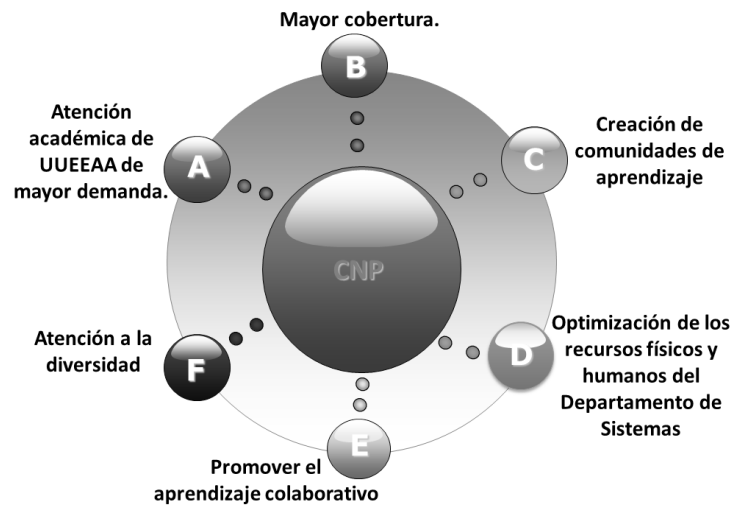 Mayor cobertura.
B
Atención
académica de
UUEEAA de
mayor demanda.
A
Creación de
comunidades de
aprendizaje
C
CNP
Atención a la
diversidad
F
Optimización de los
recursos físicos y
humanos del
Departamento de
Sistemas
D
E
Promover el
aprendizaje colaborativo